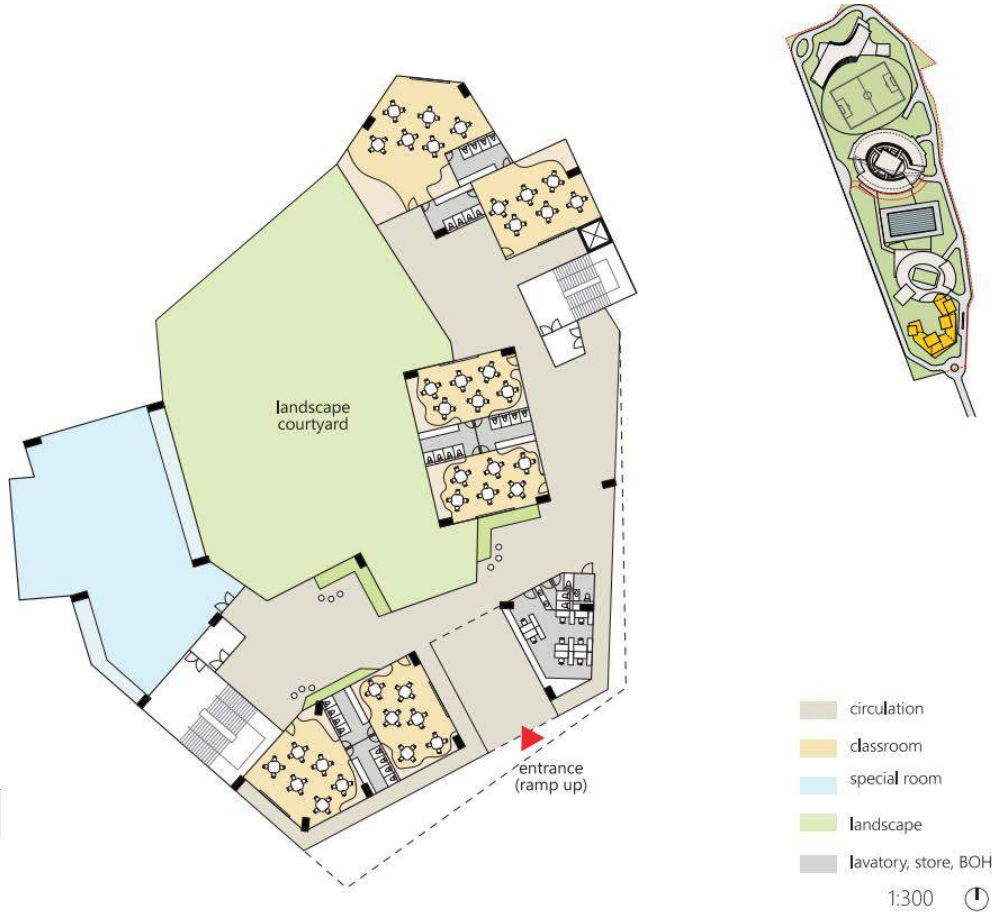 landscape
courtyard
entrance
(ramp up)
circulation
classroom
special room
landscape
lavatory, store, BOH
1:300